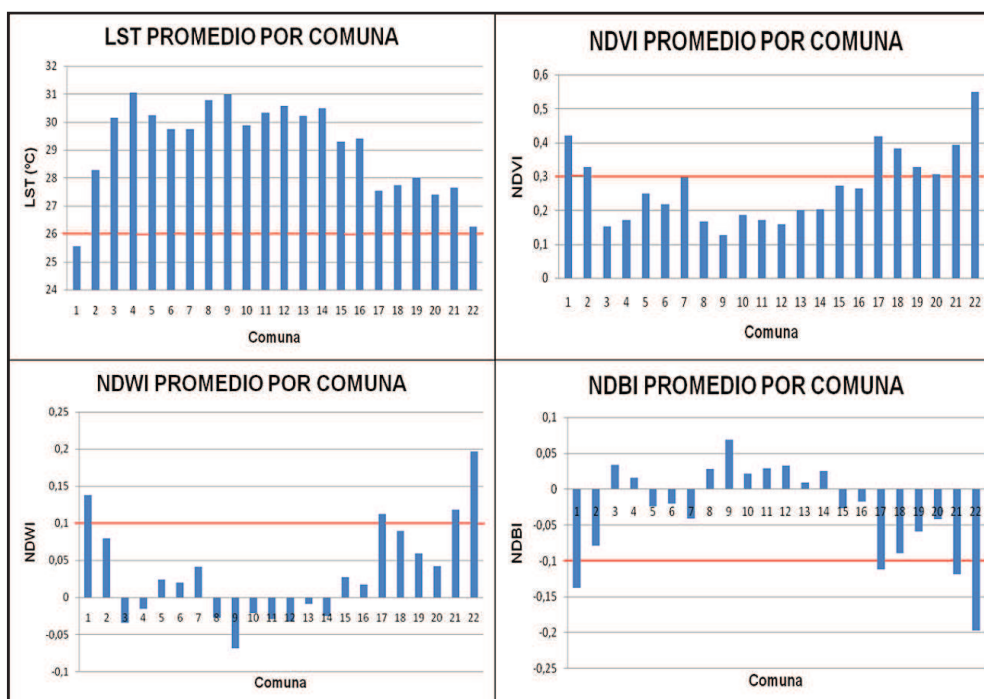 LST PROMEDIO POR COMUNA
32
31
30
29
28
27
26
25
24
LST (°C)
1 2 3 4 5 6 7 8 9 10 11 12 13 14 15 16 17 18 19 20 21 22
Comuna
NDVI PROMEDIO POR COMUNA
0,6
0,5
0,4
0,3
0,2
0,1
0
NDVI
1 2 3 4 5 6 7 8 9 10 11 12 13 14 15 16 17 18 19 20 21 22
Comuna
NDWI PROMEDIO POR COMUNA
0,25
0,2
0,15
0,1
0,05
0
-0,05
-0,1
NDWI
1 2 3 4 5 6 7 8 9 10 11 12 13 14 15 16 17 18 19 20 21 22
Comuna
NDBI PROMEDIO POR COMUNA
0,1
0,05
0
-0,05
-0,1
-0,15
-0,2
-0,25
NDBI
1 2 3 4 5 6 7 8 9 10 11 12 13 14 15 16 17 18 19 20 21 22
Comuna